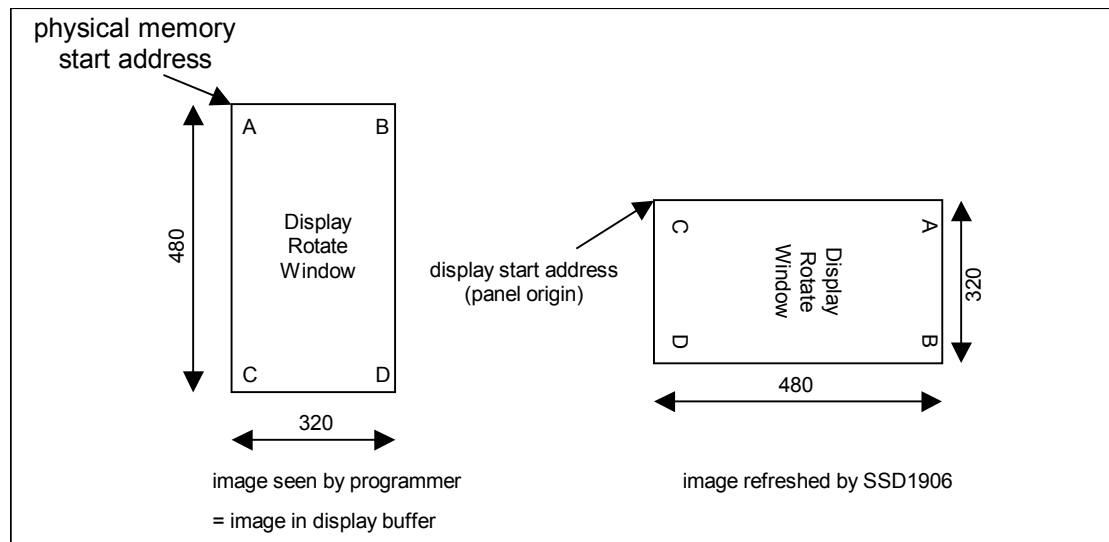 physical memory
start address
A
B
480
Display
Rotate
Window
C
D
320
image seen by programmer
= image in display buffer
display start address
(panel origin)
C
A
Display
Rotate
Window
320
D
B
480
image refreshed by SSD1906